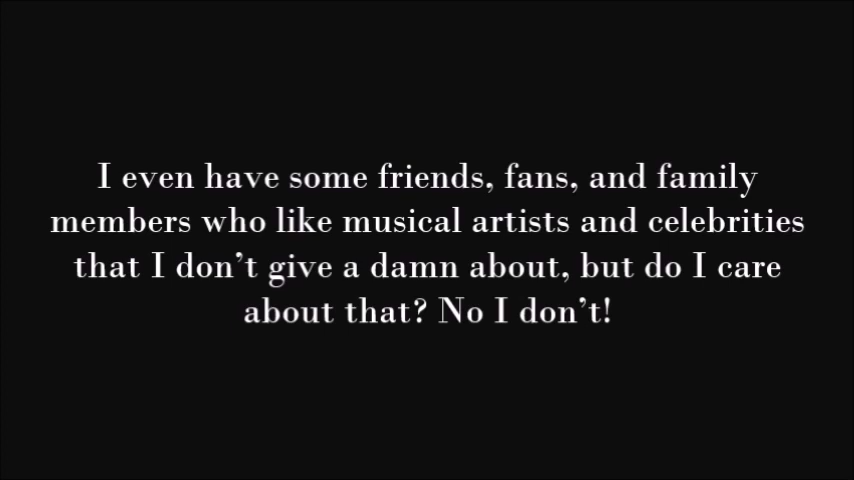 I even have some friends, fans, and family
members who like musical artists and celebrities
that I don’t give a damn about, but do I care
about that? No I don’t!